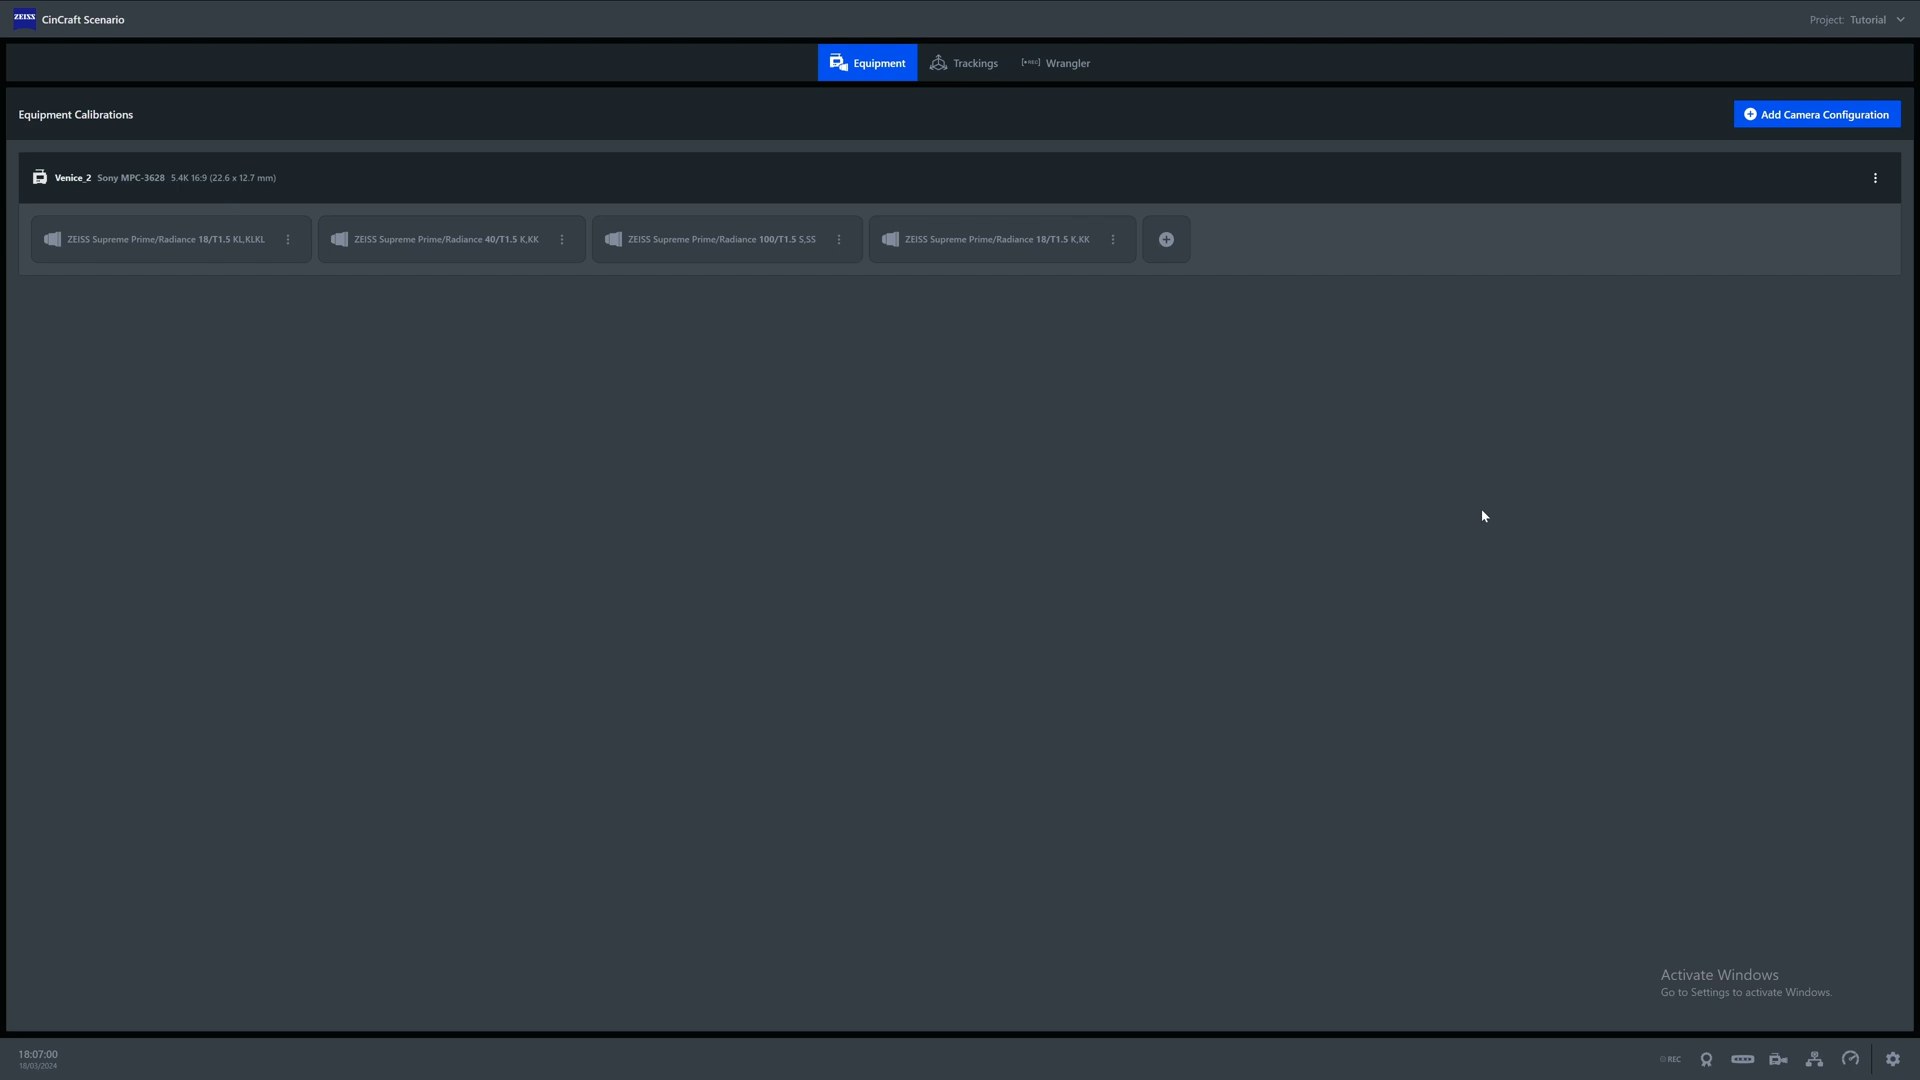 ZEISS CinCraft Scenario
Project: Tutorial
Equipment
Trackings
[●REC] Wrangler
Equipment Calibrations
Add Camera Configuration
Venice_2 Sony MPC-3628 5.4K 16:9 (22.6 x 12.7 mm)
ZEISS Supreme Prime/Radiance 18/T1.5 KL,KLKL
ZEISS Supreme Prime/Radiance 40/T1.5 K,KK
ZEISS Supreme Prime/Radiance 100/T1.5 S,SS
ZEISS Supreme Prime/Radiance 18/T1.5 K,KK
Activate Windows
Go to Settings to activate Windows.
18:07:00
18/03/2024
REC